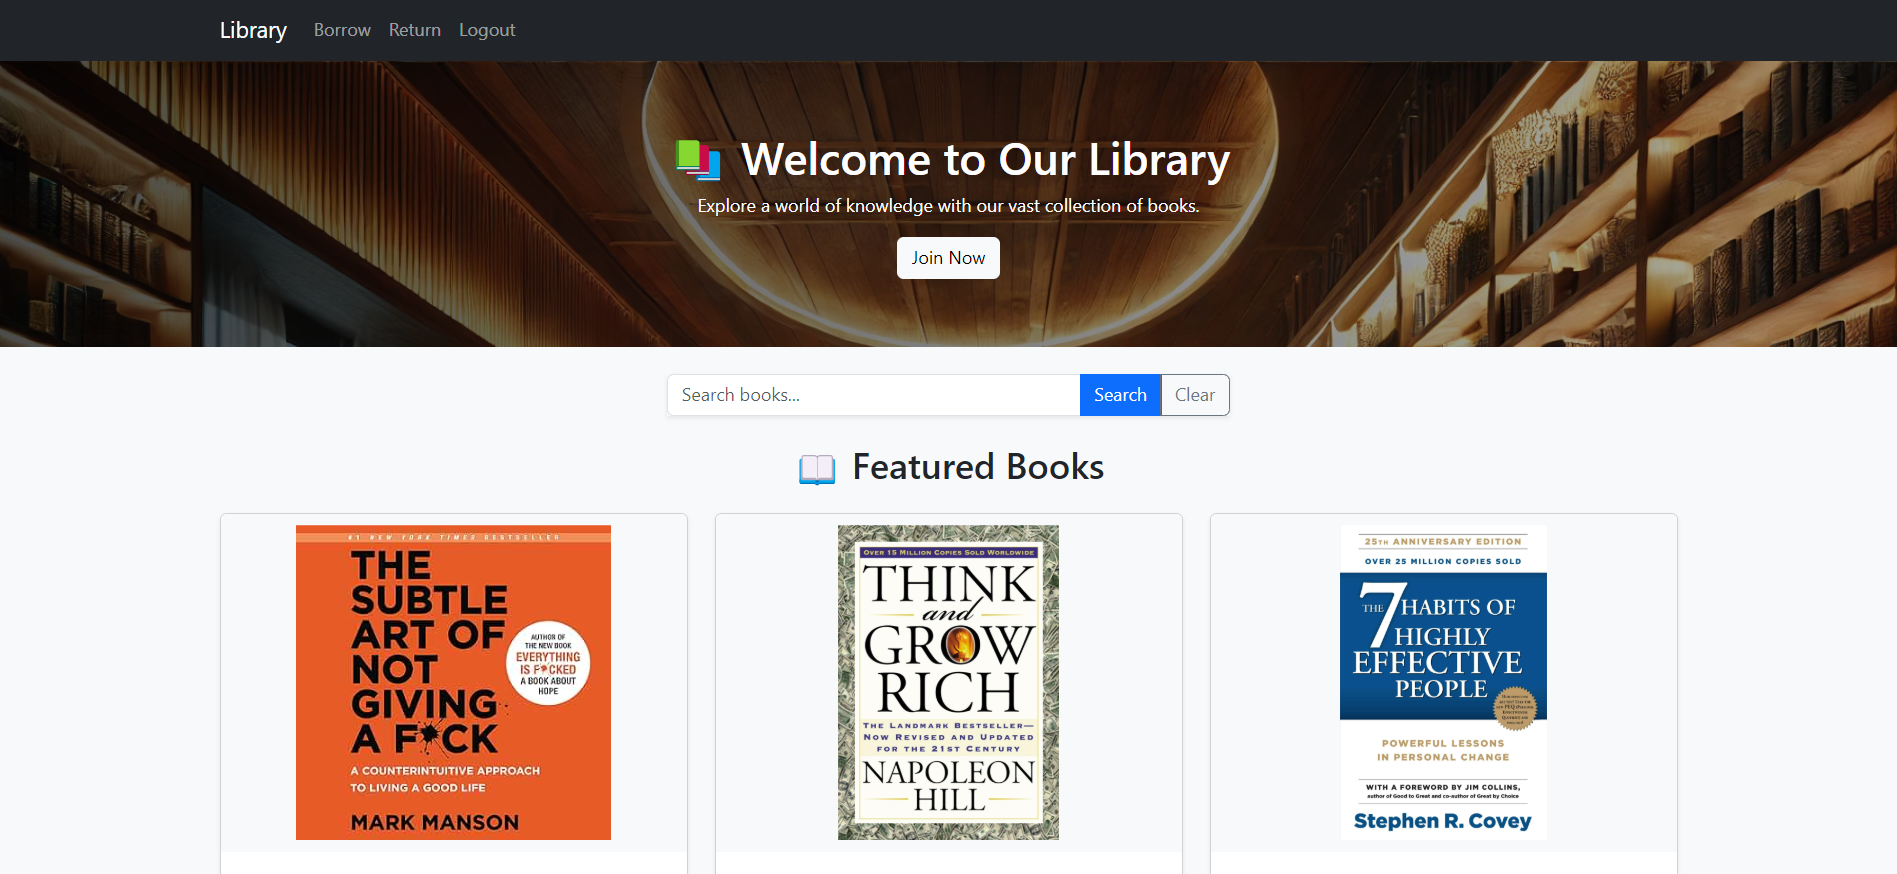 Library Borrow Return Logout
Welcome to Our Library
Explore a world of knowledge with our vast collection of books.
Join Now
Search books... Search Clear
Featured Books
#1 NEW YORK TIMES BESTSELLER
THE
SUBTLE
ART OF
NOT
GIVING
A F*CK
AUTHOR OF
THE NEW BOOK
EVERYTHING
IS F*CKED
A BOOK ABOUT
HOPE
A COUNTERINTUITIVE APPROACH
TO LIVING A GOOD LIFE
MARK MANSON
OVER 15 MILLION COPIES SOLD WORLDWIDE
THINK
and
GROW
RICH
THE LANDMARK BESTSELLER—
NOW REVISED AND UPDATED
FOR THE 21ST CENTURY
NAPOLEON
HILL
25TH ANNIVERSARY EDITION
OVER 25 MILLION COPIES SOLD
THE 7 HABITS OF
HIGHLY
EFFECTIVE
PEOPLE
POWERFUL LESSONS
IN PERSONAL CHANGE
WITH A FOREWORD BY JIM COLLINS,
author of Good to Great and co-author of Great by Choice
Stephen R. Covey